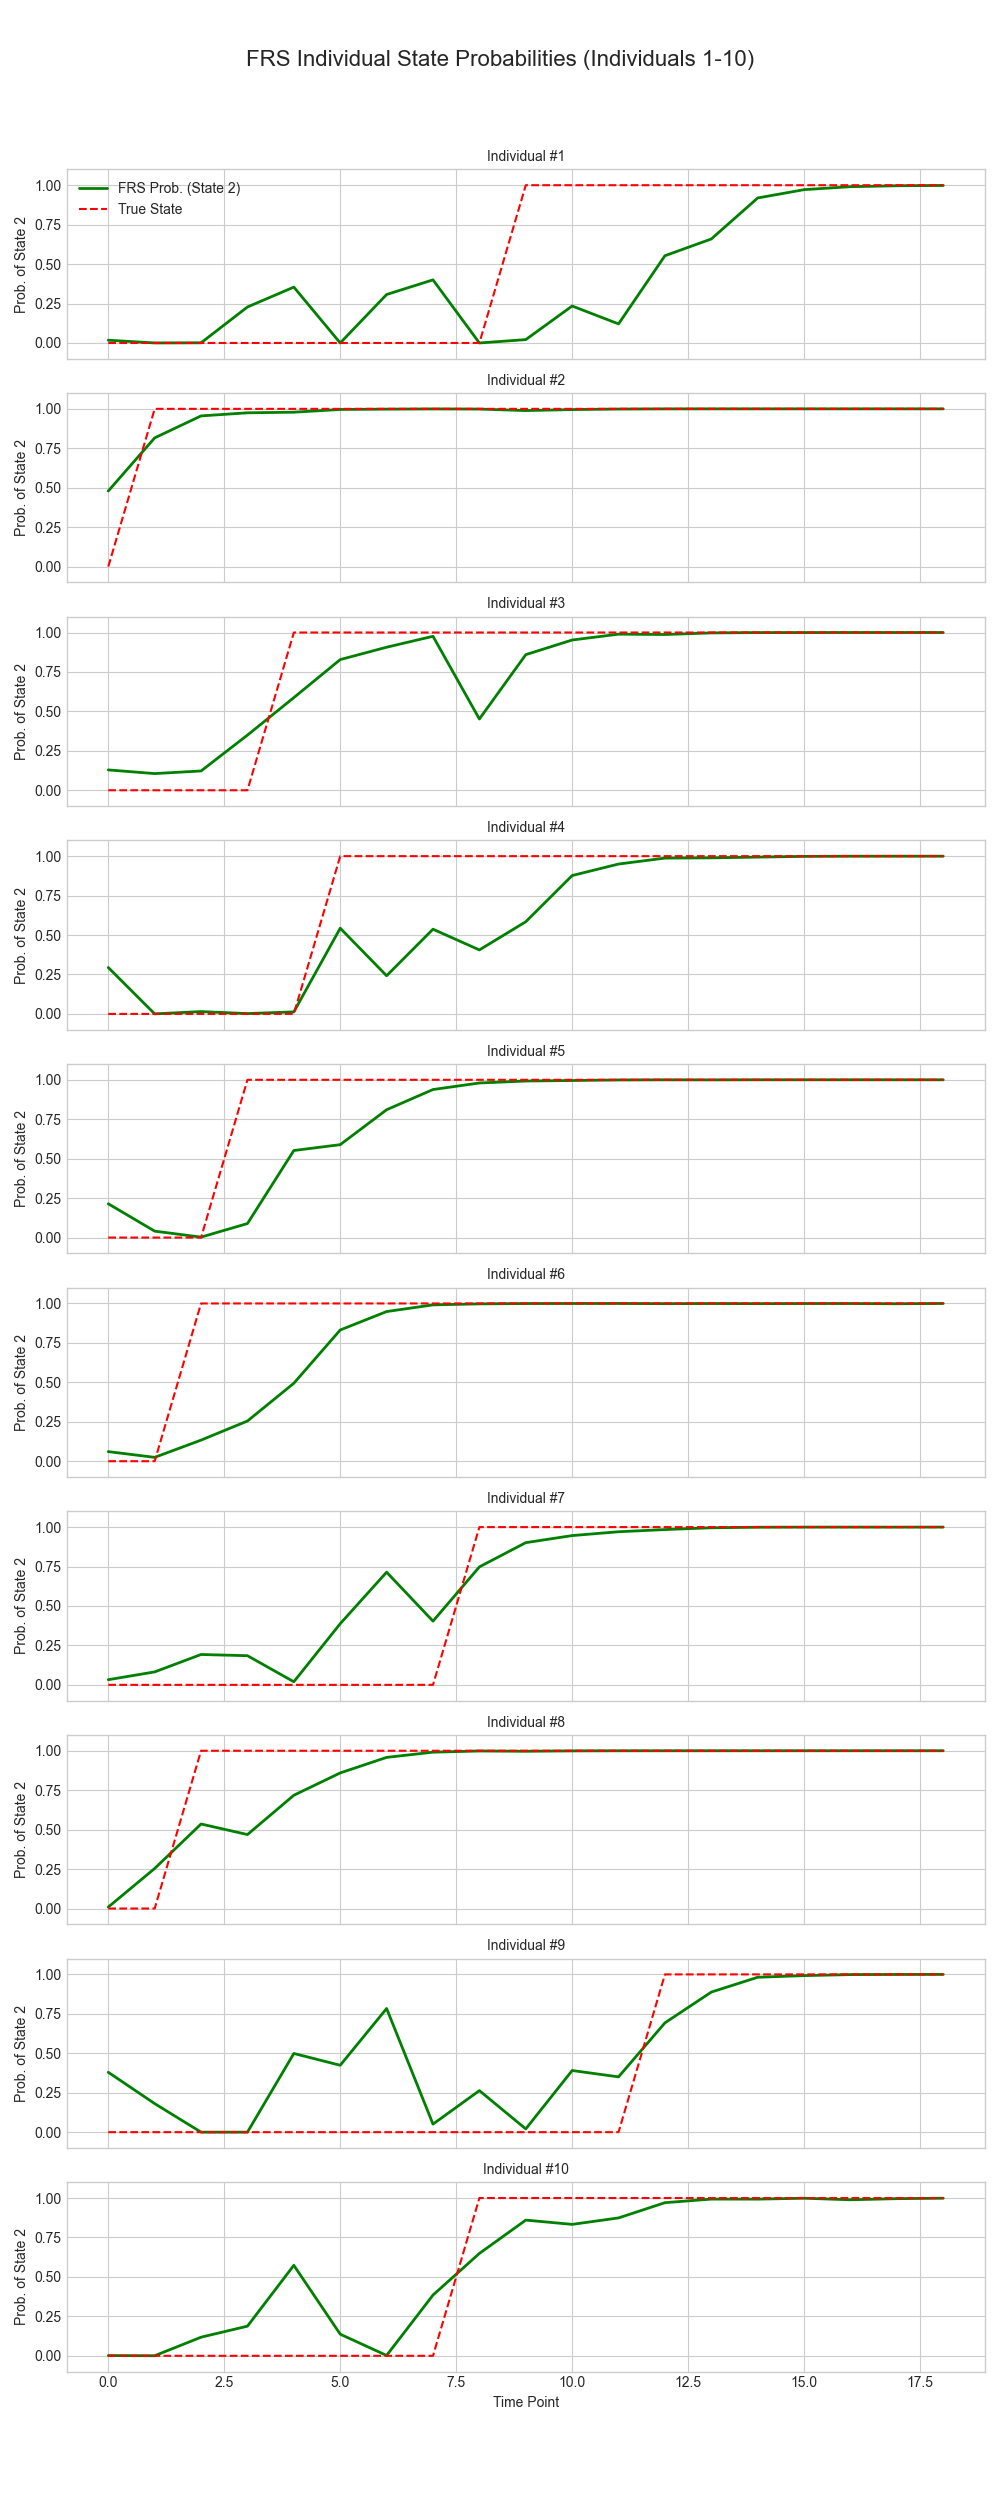 FRS Individual State Probabilities (Individuals 1-10)
Individual #1
FRS Prob. (State 2)
True State
Prob. of State 2
1.00
0.75
0.50
0.25
0.00
Individual #2
Prob. of State 2
1.00
0.75
0.50
0.25
0.00
Individual #3
Prob. of State 2
1.00
0.75
0.50
0.25
0.00
Individual #4
Prob. of State 2
1.00
0.75
0.50
0.25
0.00
Individual #5
Prob. of State 2
1.00
0.75
0.50
0.25
0.00
Individual #6
Prob. of State 2
1.00
0.75
0.50
0.25
0.00
Individual #7
Prob. of State 2
1.00
0.75
0.50
0.25
0.00
Individual #8
Prob. of State 2
1.00
0.75
0.50
0.25
0.00
Individual #9
Prob. of State 2
1.00
0.75
0.50
0.25
0.00
Individual #10
Prob. of State 2
1.00
0.75
0.50
0.25
0.00
0.0 2.5 5.0 7.5 10.0 12.5 15.0 17.5
Time Point